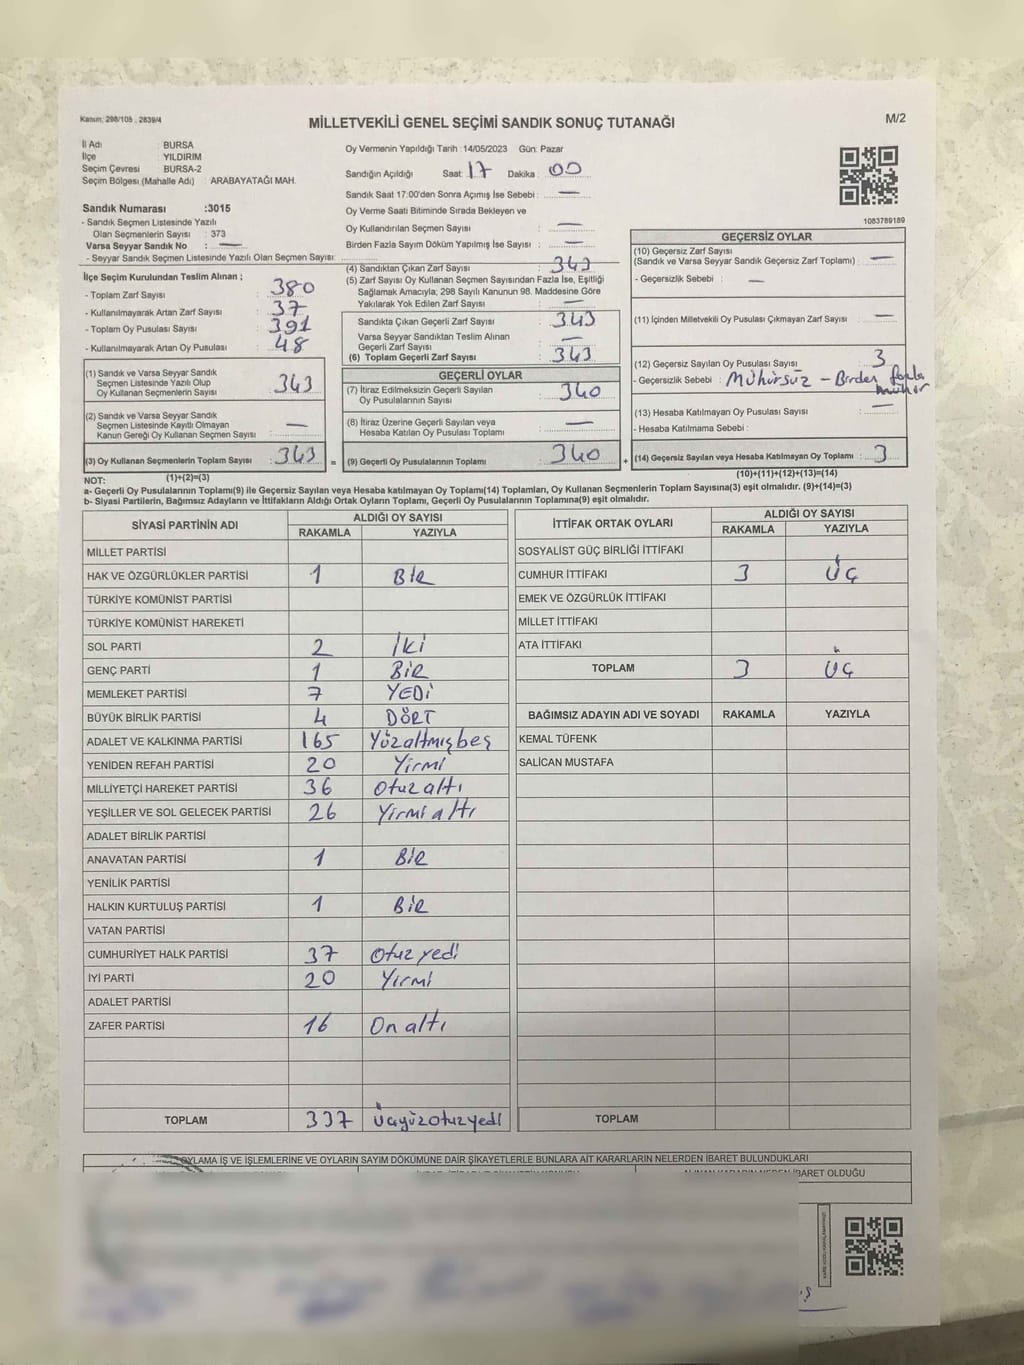 Kanun: 298/105 , 2839/4
MİLLETVEKİLİ GENEL SEÇİMİ SANDIK SONUÇ TUTANAĞI
M/2
İl Adı : BURSA
İlçe : YILDIRIM
Seçim Çevresi : BURSA-2
Seçim Bölgesi (Mahalle Adı) : ARABAYATAĞI MAH.
Sandık Numarası :3015
- Sandık Seçmen Listesinde Yazılı
Olan Seçmenlerin Sayısı : 373
Varsa Seyyar Sandık No : —
- Seyyar Sandık Seçmen Listesinde Yazılı Olan Seçmen Sayısı:
Oy Vermenin Yapıldığı Tarih :14/05/2023 Gün: Pazar
Sandığın Açıldığı Saat : 17 Dakika : 00
Sandık Saat 17:00'den Sonra Açılmış İse Sebebi : —
Oy Verme Saati Bitiminde Sırada Bekleyen ve
Oy Kullandırılan Seçmen Sayısı : —
Birden Fazla Sayım Döküm Yapılmış İse Sayısı : —
1083789189
İlçe Seçim Kurulundan Teslim Alınan ;
- Toplam Zarf Sayısı : 380
- Kullanılmayarak Artan Zarf Sayısı : 37
- Toplam Oy Pusulası Sayısı : 391
- Kullanılmayarak Artan Oy Pusulası : 48
(1) Sandık ve Varsa Seyyar Sandık
Seçmen Listesinde Yazılı Olup
Oy Kullanan Seçmenlerin Sayısı : 343
(2) Sandık ve Varsa Seyyar Sandık
Seçmen Listesinde Kayıtlı Olmayan
Kanun Gereği Oy Kullanan Seçmen Sayısı : —
(3) Oy Kullanan Seçmenlerin Toplam Sayısı : 343
(1)+(2)=(3)
(4) Sandıktan Çıkan Zarf Sayısı : 343
(5) Zarf Sayısı Oy Kullanan Seçmen Sayısından Fazla İse, Eşitliği
Sağlamak Amacıyla; 298 Sayılı Kanunun 98. Maddesine Göre
Yakılarak Yok Edilen Zarf Sayısı : —
Sandıkta Çıkan Geçerli Zarf Sayısı : 343
Varsa Seyyar Sandıktan Teslim Alınan
Geçerli Zarf Sayısı : —
(6) Toplam Geçerli Zarf Sayısı : 343
GEÇERLİ OYLAR
(7) İtiraz Edilmeksizin Geçerli Sayılan
Oy Pusulalarının Sayısı : 340
(8) İtiraz Üzerine Geçerli Sayılan veya
Hesaba Katılan Oy Pusulası Toplamı : —
= (9) Geçerli Oy Pusulalarının Toplamı : 340
GEÇERSİZ OYLAR
(10) Geçersiz Zarf Sayısı
(Sandık ve Varsa Seyyar Sandık Geçersiz Zarf Toplamı) : —
- Geçersizlik Sebebi : —
(11) İçinden Milletvekili Oy Pusulası Çıkmayan Zarf Sayısı : —
(12) Geçersiz Sayılan Oy Pusulası Sayısı : 3
- Geçersizlik Sebebi : Mühürsüz - Birden fazla
mühür
(13) Hesaba Katılmayan Oy Pusulası Sayısı : —
- Hesaba Katılmama Sebebi :
+ (14) Geçersiz Sayılan veya Hesaba Katılmayan Oy Toplamı : 3
(10)+(11)+(12)+(13)=(14)
NOT:
a- Geçerli Oy Pusulalarının Toplamı(9) ile Geçersiz Sayılan veya Hesaba katılmayan Oy Toplamı(14) Toplamları, Oy Kullanan Seçmenlerin Toplam Sayısına(3) eşit olmalıdır. (9)+(14)=(3)
b- Siyasi Partilerin, Bağımsız Adayların ve İttifakların Aldığı Ortak Oyların Toplamı, Geçerli Oy Pusulalarının Toplamına(9) eşit olmalıdır.
SİYASİ PARTİNİN ADI ALDIĞI OY SAYISI
RAKAMLA YAZIYLA
MİLLET PARTİSİ
HAK VE ÖZGÜRLÜKLER PARTİSİ 1 Bir
TÜRKİYE KOMÜNİST PARTİSİ
TÜRKİYE KOMÜNİST HAREKETİ
SOL PARTİ 2 İki
GENÇ PARTİ 1 Bir
MEMLEKET PARTİSİ 7 YEDİ
BÜYÜK BİRLİK PARTİSİ 4 DÖRT
ADALET VE KALKINMA PARTİSİ 165 Yüzaltmışbeş
YENİDEN REFAH PARTİSİ 20 Yirmi
MİLLİYETÇİ HAREKET PARTİSİ 36 Otuz altı
YEŞİLLER VE SOL GELECEK PARTİSİ 26 Yirmi altı
ADALET BİRLİK PARTİSİ
ANAVATAN PARTİSİ 1 Bir
YENİLİK PARTİSİ
HALKIN KURTULUŞ PARTİSİ 1 Bir
VATAN PARTİSİ
CUMHURİYET HALK PARTİSİ 37 Otuz yedi
İYİ PARTİ 20 Yirmi
ADALET PARTİSİ
ZAFER PARTİSİ 16 On altı
TOPLAM 337 Üçyüzotuzyedi
İTTİFAK ORTAK OYLARI ALDIĞI OY SAYISI
RAKAMLA YAZIYLA
SOSYALİST GÜÇ BİRLİĞİ İTTİFAKI
CUMHUR İTTİFAKI 3 Üç
EMEK VE ÖZGÜRLÜK İTTİFAKI
MİLLET İTTİFAKI
ATA İTTİFAKI
TOPLAM 3 Üç
BAĞIMSIZ ADAYIN ADI VE SOYADI RAKAMLA YAZIYLA
KEMAL TÜFENK
SALİCAN MUSTAFA
TOPLAM
OYLAMA İŞ VE İŞLEMLERİNE VE OYLARIN SAYIM DÖKÜMÜNE DAİR ŞİKAYETLERLE BUNLARA AİT KARARLARIN NELERDEN İBARET BULUNDUKLARI
İBARET OLDUĞU